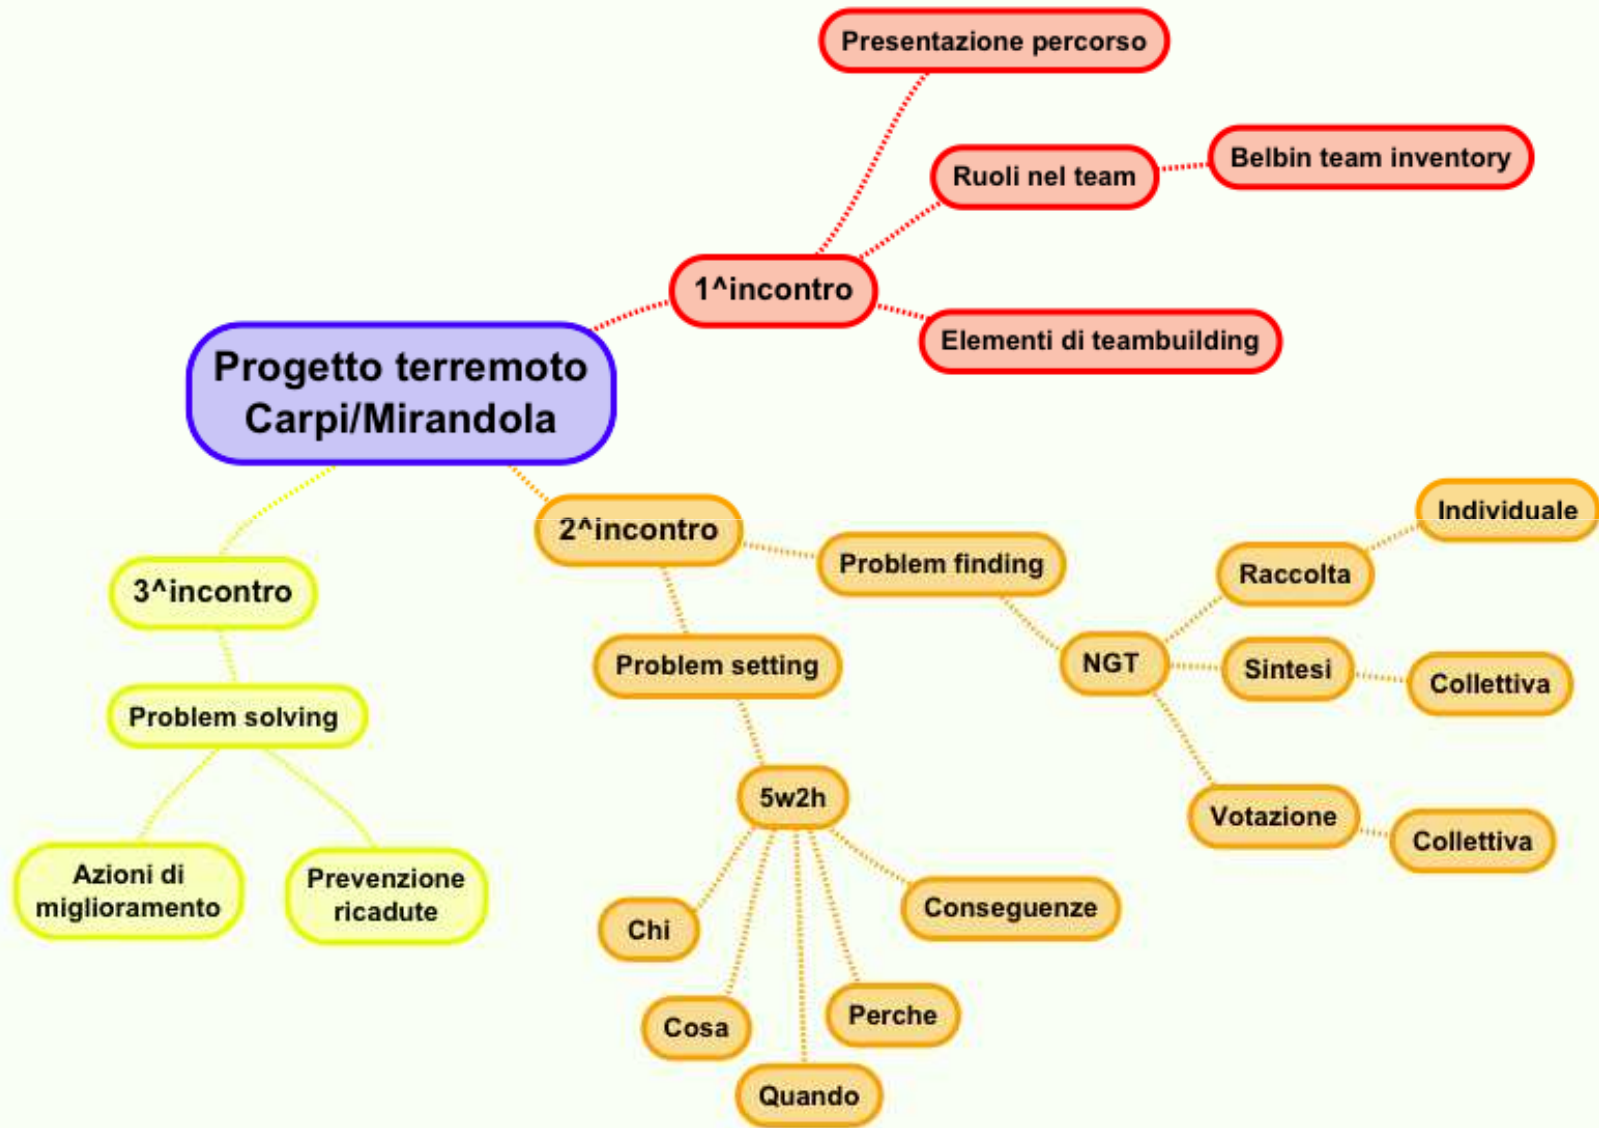 Presentazione percorso
Ruoli nel team
Belbin team inventory
1^incontro
Elementi di teambuilding
Progetto terremoto
Carpi/Mirandola
2^incontro
Problem finding
NGT
Raccolta
Individuale
Sintesi
Collettiva
Votazione
Collettiva
Problem setting
5w2h
Chi
Cosa
Quando
Perche
Conseguenze
3^incontro
Problem solving
Azioni di
miglioramento
Prevenzione
ricadute